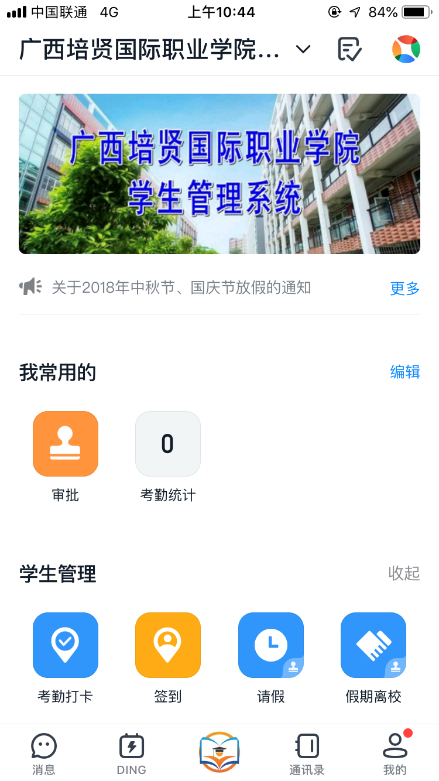 中国联通 4G 上午10:44 84%
广西培贤国际职业学院...
广西培贤国际职业学院
学生管理系统
关于2018年中秋节、国庆节放假的通知 更多
我常用的 编辑
0
审批 考勤统计
学生管理 收起
考勤打卡 签到 请假 假期离校
消息 DING 通讯录 我的